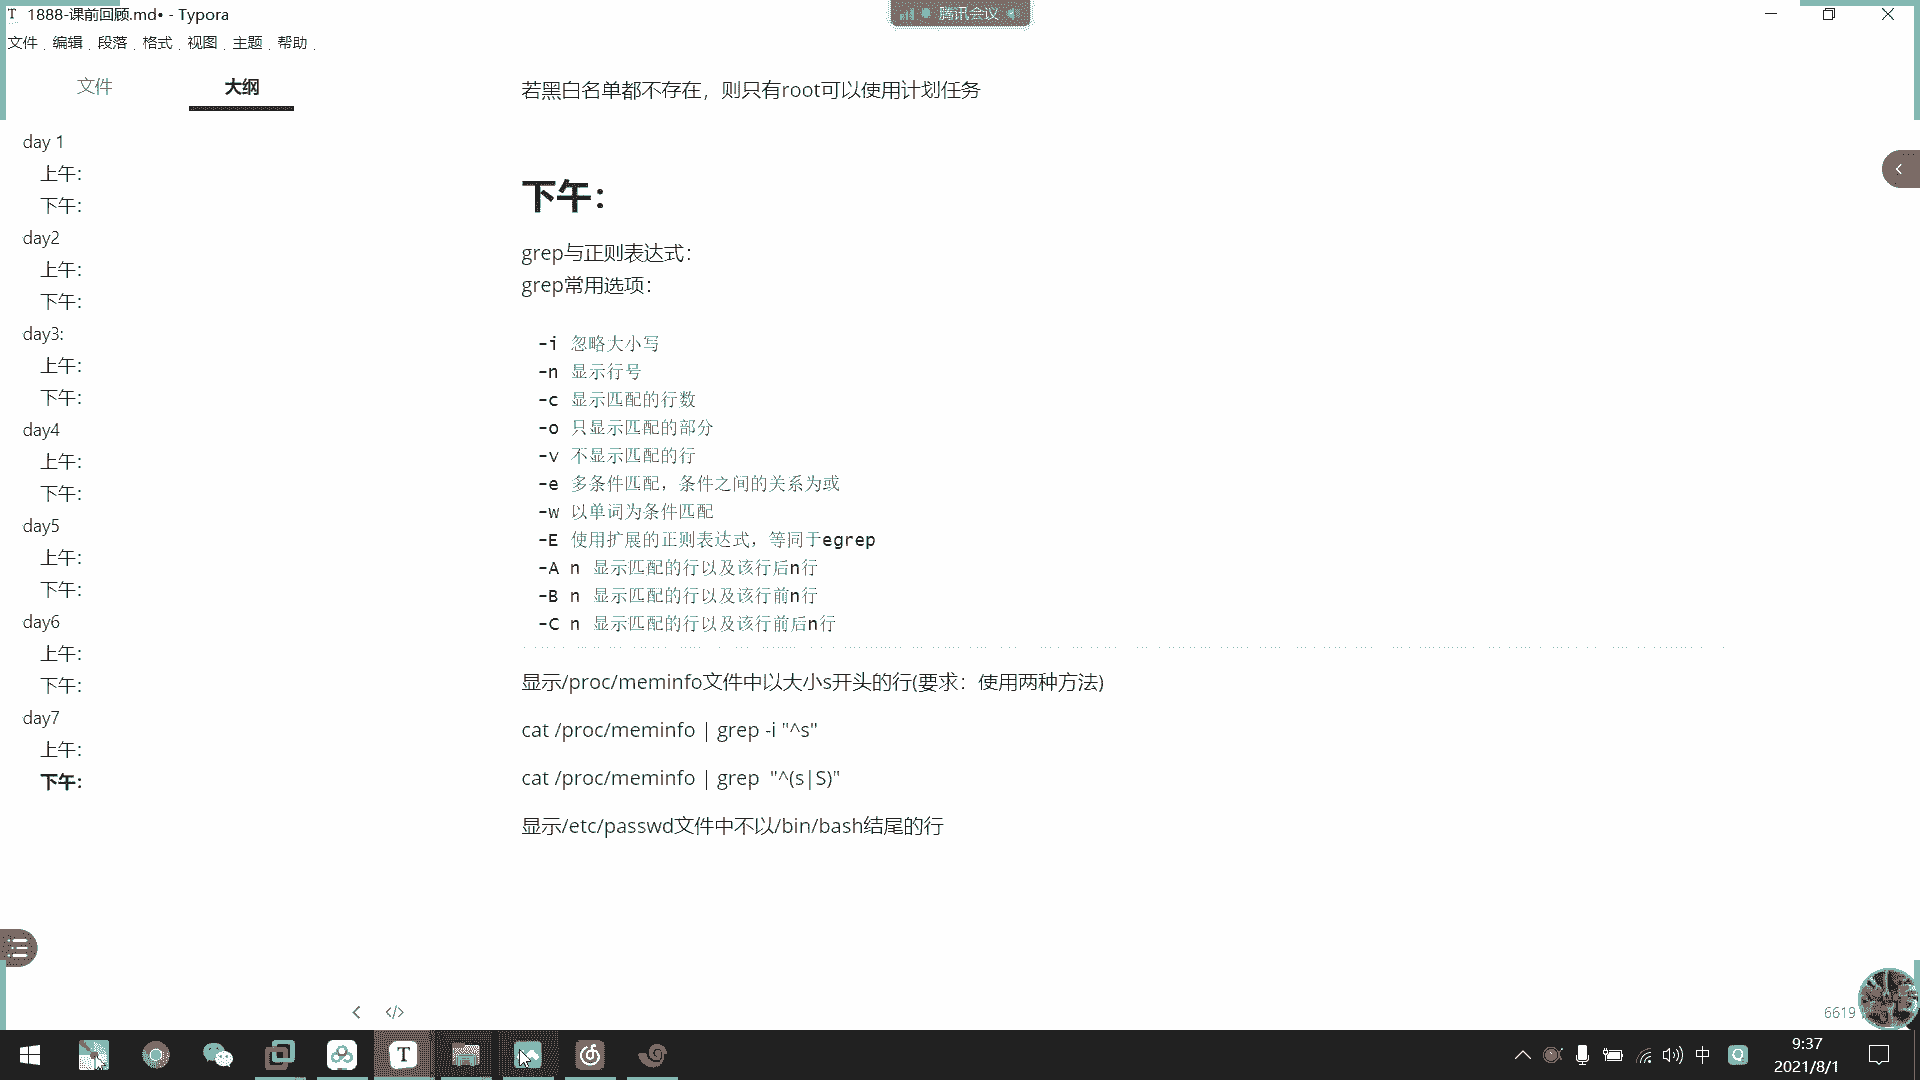 1888-课前回顾.md• - Typora
腾讯会议
文件 编辑 段落 格式 视图 主题 帮助
文件 大纲
day 1
上午：
下午：
day2
上午：
下午：
day3:
上午：
下午：
day4
上午：
下午：
day5
上午：
下午：
day6
上午：
下午：
day7
上午：
下午：
若黑白名单都不存在，则只有root可以使用计划任务
下午：
grep与正则表达式：
grep常用选项：
-i 忽略大小写
-n 显示行号
-c 显示匹配的行数
-o 只显示匹配的部分
-v 不显示匹配的行
-e 多条件匹配，条件之间的关系为或
-w 以单词为条件匹配
-E 使用扩展的正则表达式，等同于egrep
-A n 显示匹配的行以及该行后n行
-B n 显示匹配的行以及该行前n行
-C n 显示匹配的行以及该行前后n行
显示/proc/meminfo文件中以大小s开头的行(要求：使用两种方法)
cat /proc/meminfo | grep -i "^s"
cat /proc/meminfo | grep  "^(s|S)"
显示/etc/passwd文件中不以/bin/bash结尾的行
6619
中
9:37
2021/8/1